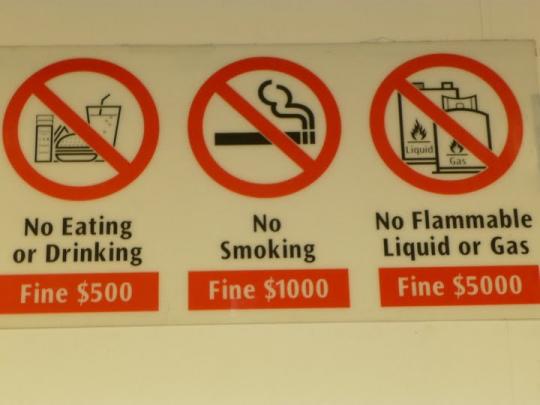 No Eating
or Drinking
Fine $500
No
Smoking
Fine $1000
Liquid
Gas
No Flammable
Liquid or Gas
Fine $5000